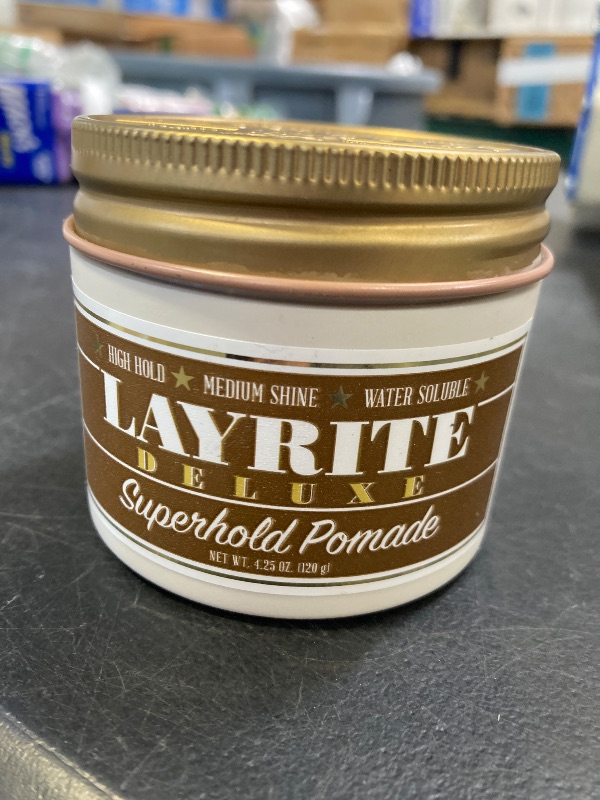 HIGH HOLD ★ MEDIUM SHINE ★ WATER SOLUBLE ★
LAYRITE
DELUXE
Superhold Pomade
NET WT. 4.25 OZ. (120 g)